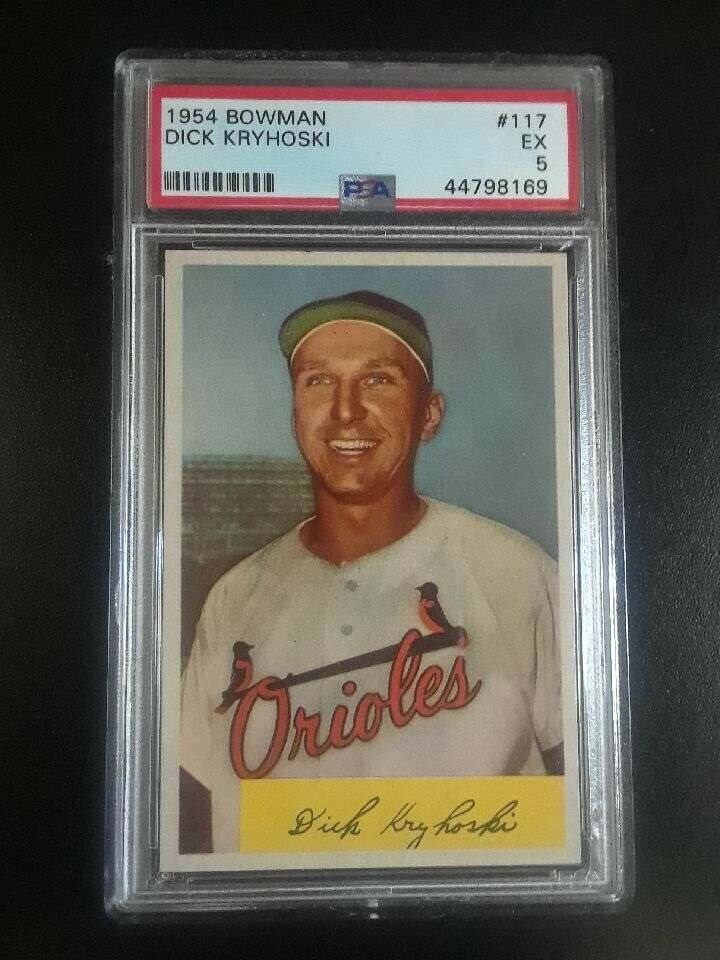 1954 BOWMAN #117
DICK KRYHOSKI EX
5
PSA 44798169
Orioles
Dick Kryhoski